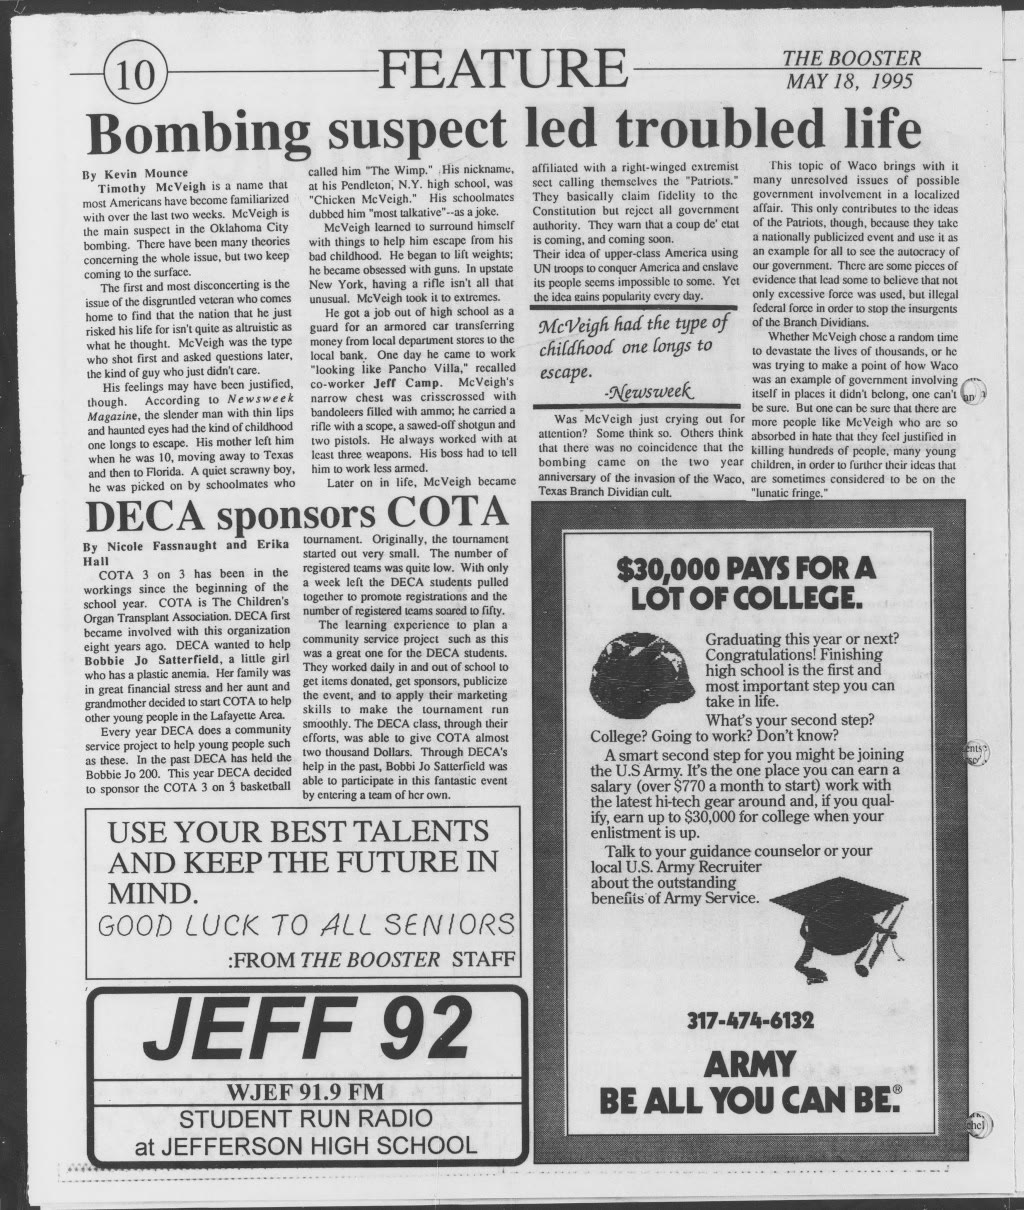 10
FEATURE
THE BOOSTER
MAY 18, 1995
Bombing suspect led troubled life
By Kevin Mounce
Timothy McVeigh is a name that
most Americans have become familiarized
with over the last two weeks. McVeigh is
the main suspect in the Oklahoma City
bombing. There have been many theories
concerning the whole issue, but two keep
coming to the surface.
The first and most disconcerting is the
issue of the disgruntled veteran who comes
home to find that the nation that he just
risked his life for isn't quite as altruistic as
what he thought. McVeigh was the type
who shot first and asked questions later,
the kind of guy who just didn't care.
His feelings may have been justified,
though. According to Newsweek
Magazine, the slender man with thin lips
and haunted eyes had the kind of childhood
one longs to escape. His mother left him
when he was 10, moving away to Texas
and then to Florida. A quiet scrawny boy,
he was picked on by schoolmates who
called him "The Wimp." His nickname,
at his Pendleton, N.Y. high school, was
"Chicken McVeigh." His schoolmates
dubbed him "most talkative"--as a joke.
McVeigh learned to surround himself
with things to help him escape from his
bad childhood. He began to lift weights;
he became obsessed with guns. In upstate
New York, having a rifle isn't all that
unusual. McVeigh took it to extremes.
He got a job out of high school as a
guard for an armored car transferring
money from local department stores to the
local bank. One day he came to work
"looking like Pancho Villa," recalled
co-worker Jeff Camp. McVeigh's
narrow chest was crisscrossed with
bandoleers filled with ammo; he carried a
rifle with a scope, a sawed-off shotgun and
two pistols. He always worked with at
least three weapons. His boss had to tell
him to work less armed.
Later on in life, McVeigh became
affiliated with a right-winged extremist
sect calling themselves the "Patriots."
They basically claim fidelity to the
Constitution but reject all government
authority. They warn that a coup de' etat
is coming, and coming soon.
Their idea of upper-class America using
UN troops to conquer America and enslave
its people seems impossible to some. Yet
the idea gains popularity every day.
McVeigh had the type of
childhood one longs to
escape.
-Newsweek
Was McVeigh just crying out for
attention? Some think so. Others think
that there was no coincidence that the
bombing came on the two year
anniversary of the invasion of the Waco,
Texas Branch Dividian cult.
This topic of Waco brings with it
many unresolved issues of possible
government involvement in a localized
affair. This only contributes to the ideas
of the Patriots, though, because they take
a nationally publicized event and use it as
an example for all to see the autocracy of
our government. There are some pieces of
evidence that lead some to believe that not
only excessive force was used, but illegal
federal force in order to stop the insurgents
of the Branch Dividians.
Whether McVeigh chose a random time
to devastate the lives of thousands, or he
was trying to make a point of how Waco
was an example of government involving
itself in places it didn't belong, one can't
be sure. But one can be sure that there are
more people like McVeigh who are so
absorbed in hate that they feel justified in
killing hundreds of people, many young
children, in order to further their ideas that
are sometimes considered to be on the
"lunatic fringe."
DECA sponsors COTA
By Nicole Fassnaught and Erika
Hall
COTA 3 on 3 has been in the
workings since the beginning of the
school year. COTA is The Children's
Organ Transplant Association. DECA first
became involved with this organization
eight years ago. DECA wanted to help
Bobbie Jo Satterfield, a little girl
who has a plastic anemia. Her family was
in great financial stress and her aunt and
grandmother decided to start COTA to help
other young people in the Lafayette Area.
Every year DECA does a community
service project to help young people such
as these. In the past DECA has held the
Bobbie Jo 200. This year DECA decided
to sponsor the COTA 3 on 3 basketball
tournament. Originally, the tournament
started out very small. The number of
registered teams was quite low. With only
a week left the DECA students pulled
together to promote registrations and the
number of registered teams soared to fifty.
The learning experience to plan a
community service project such as this
was a great one for the DECA students.
They worked daily in and out of school to
get items donated, get sponsors, publicize
the event, and to apply their marketing
skills to make the tournament run
smoothly. The DECA class, through their
efforts, was able to give COTA almost
two thousand Dollars. Through DECA's
help in the past, Bobbi Jo Satterfield was
able to participate in this fantastic event
by entering a team of her own.
USE YOUR BEST TALENTS
AND KEEP THE FUTURE IN
MIND.
GOOD LUCK TO ALL SENIORS
:FROM THE BOOSTER STAFF
JEFF 92
WJEF 91.9 FM
STUDENT RUN RADIO
at JEFFERSON HIGH SCHOOL
$30,000 PAYS FOR A
LOT OF COLLEGE.
Graduating this year or next?
Congratulations! Finishing
high school is the first and
most important step you can
take in life.
What's your second step?
College? Going to work? Don't know?
A smart second step for you might be joining
the U.S Army. It's the one place you can earn a
salary (over $770 a month to start) work with
the latest hi-tech gear around and, if you qual-
ify, earn up to $30,000 for college when your
enlistment is up.
Talk to your guidance counselor or your
local U.S. Army Recruiter
about the outstanding
benefits of Army Service.
317-474-6132
ARMY
BE ALL YOU CAN BE.®